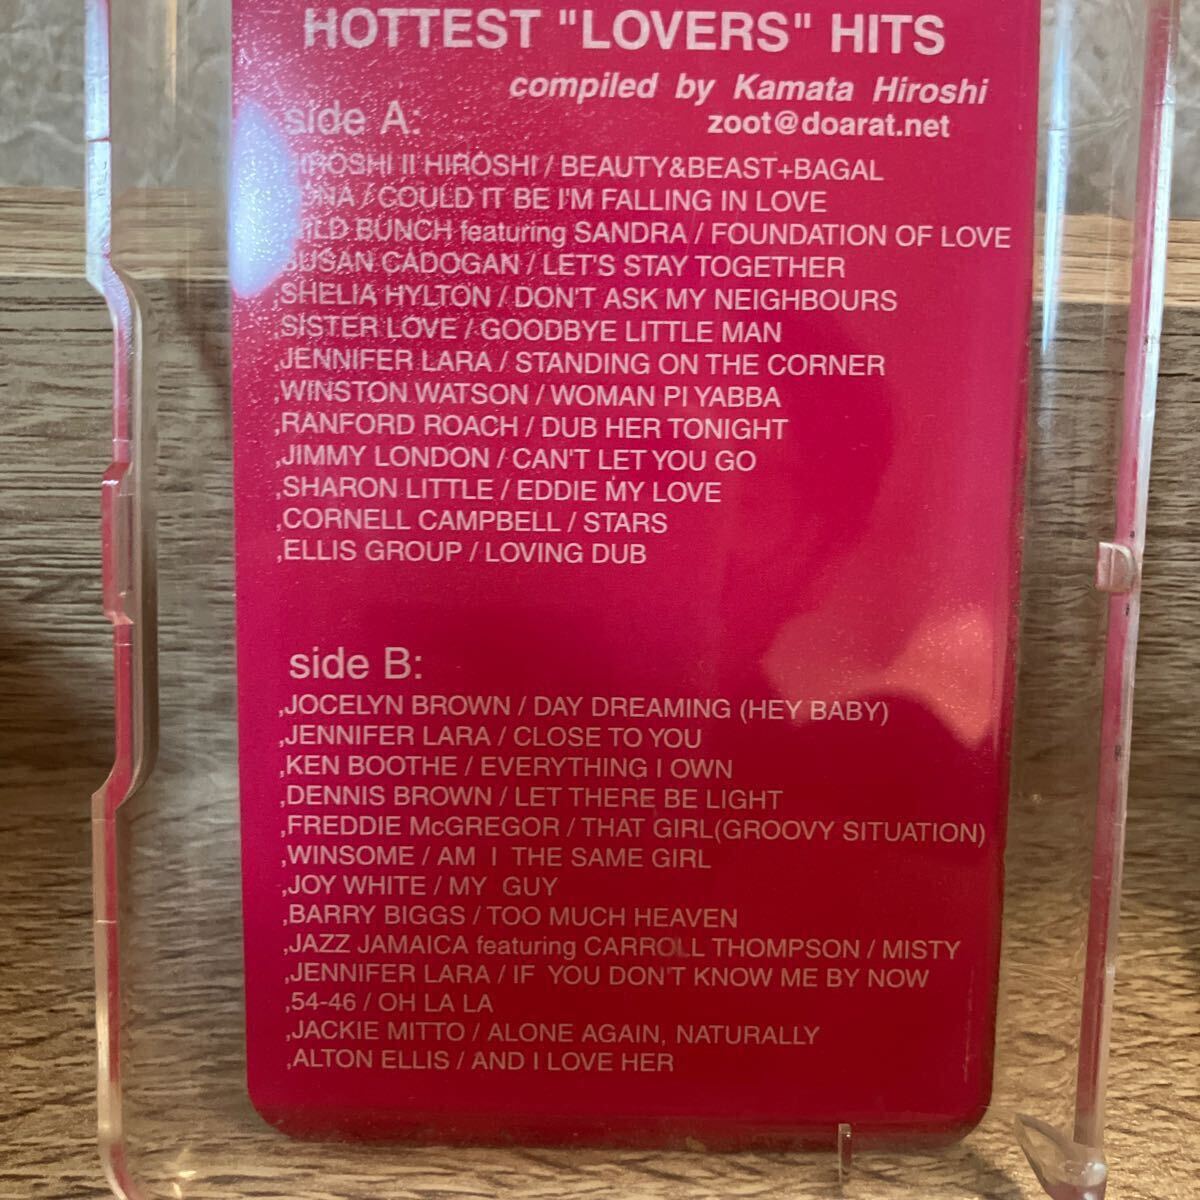 HOTTEST "LOVERS" HITS
compiled by Kamata Hiroshi
side A:
zoot@doarat.net
HIROSHI II HIROSHI / BEAUTY&BEAST+BAGAL
/ COULD IT BE I'M FALLING IN LOVE
WILD BUNCH featuring SANDRA / FOUNDATION OF LOVE
SUSAN CADOGAN / LET'S STAY TOGETHER
,SHELIA HYLTON / DON'T ASK MY NEIGHBOURS
,SISTER LOVE / GOODBYE LITTLE MAN
,JENNIFER LARA / STANDING ON THE CORNER
,WINSTON WATSON / WOMAN PI YABBA
,RANFORD ROACH / DUB HER TONIGHT
,JIMMY LONDON / CAN'T LET YOU GO
,SHARON LITTLE / EDDIE MY LOVE
,CORNELL CAMPBELL / STARS
,ELLIS GROUP / LOVING DUB
side B:
,JOCELYN BROWN / DAY DREAMING (HEY BABY)
,JENNIFER LARA / CLOSE TO YOU
,KEN BOOTHE / EVERYTHING I OWN
,DENNIS BROWN / LET THERE BE LIGHT
,FREDDIE McGREGOR / THAT GIRL(GROOVY SITUATION)
,WINSOME / AM I THE SAME GIRL
,JOY WHITE / MY GUY
,BARRY BIGGS / TOO MUCH HEAVEN
,JAZZ JAMAICA featuring CARROLL THOMPSON / MISTY
,JENNIFER LARA / IF YOU DON'T KNOW ME BY NOW
,54-46 / OH LA LA
,JACKIE MITTO / ALONE AGAIN, NATURALLY
,ALTON ELLIS / AND I LOVE HER